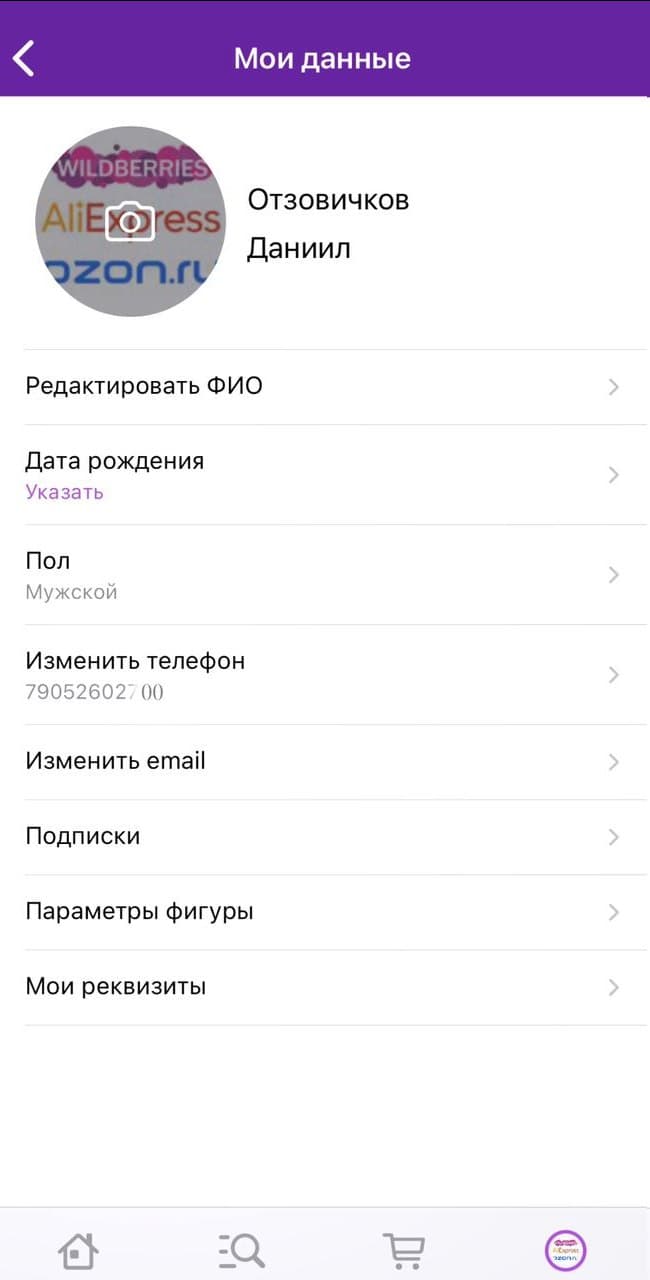 Мои данные
WILDBERRIES
AliExpress
ozon.ru
Отзовичков
Даниил
Редактировать ФИО
Дата рождения
Указать
Пол
Мужской
Изменить телефон
79052602700
Изменить email
Подписки
Параметры фигуры
Мои реквизиты